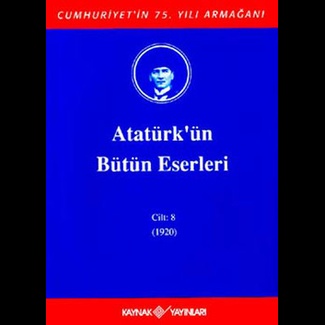 CUMHURİYET'İN 75. YILI ARMAĞANI
Atatürk'ün
Bütün Eserleri
Cilt: 8
(1920)
KAYNAK YAYINLARI